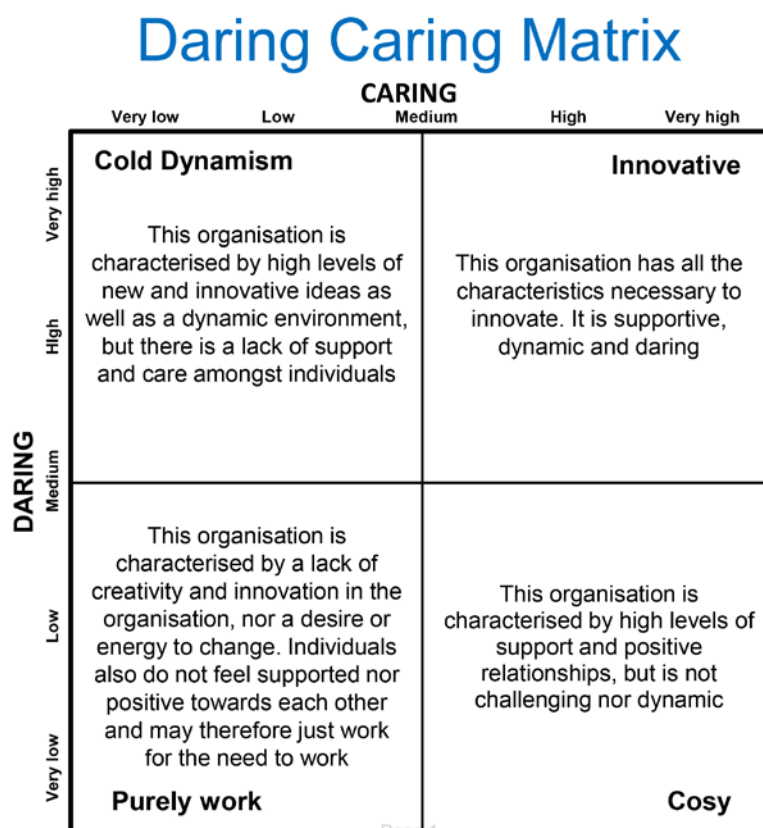 Daring Caring Matrix
CARING
Very low Low Medium High Very high
DARING
Very high
HIgh
Medium
Low
Very low
Cold Dynamism
This organisation is
characterised by high levels of
new and innovative ideas as
well as a dynamic environment,
but there is a lack of support
and care amongst individuals
Innovative
This organisation has all the
characteristics necessary to
innovate. It is supportive,
dynamic and daring
This organisation is
characterised by a lack of
creativity and innovation in the
organisation, nor a desire or
energy to change. Individuals
also do not feel supported nor
positive towards each other
and may therefore just work
for the need to work
Purely work
This organisation is
characterised by high levels of
support and positive
relationships, but is not
challenging nor dynamic
Cosy